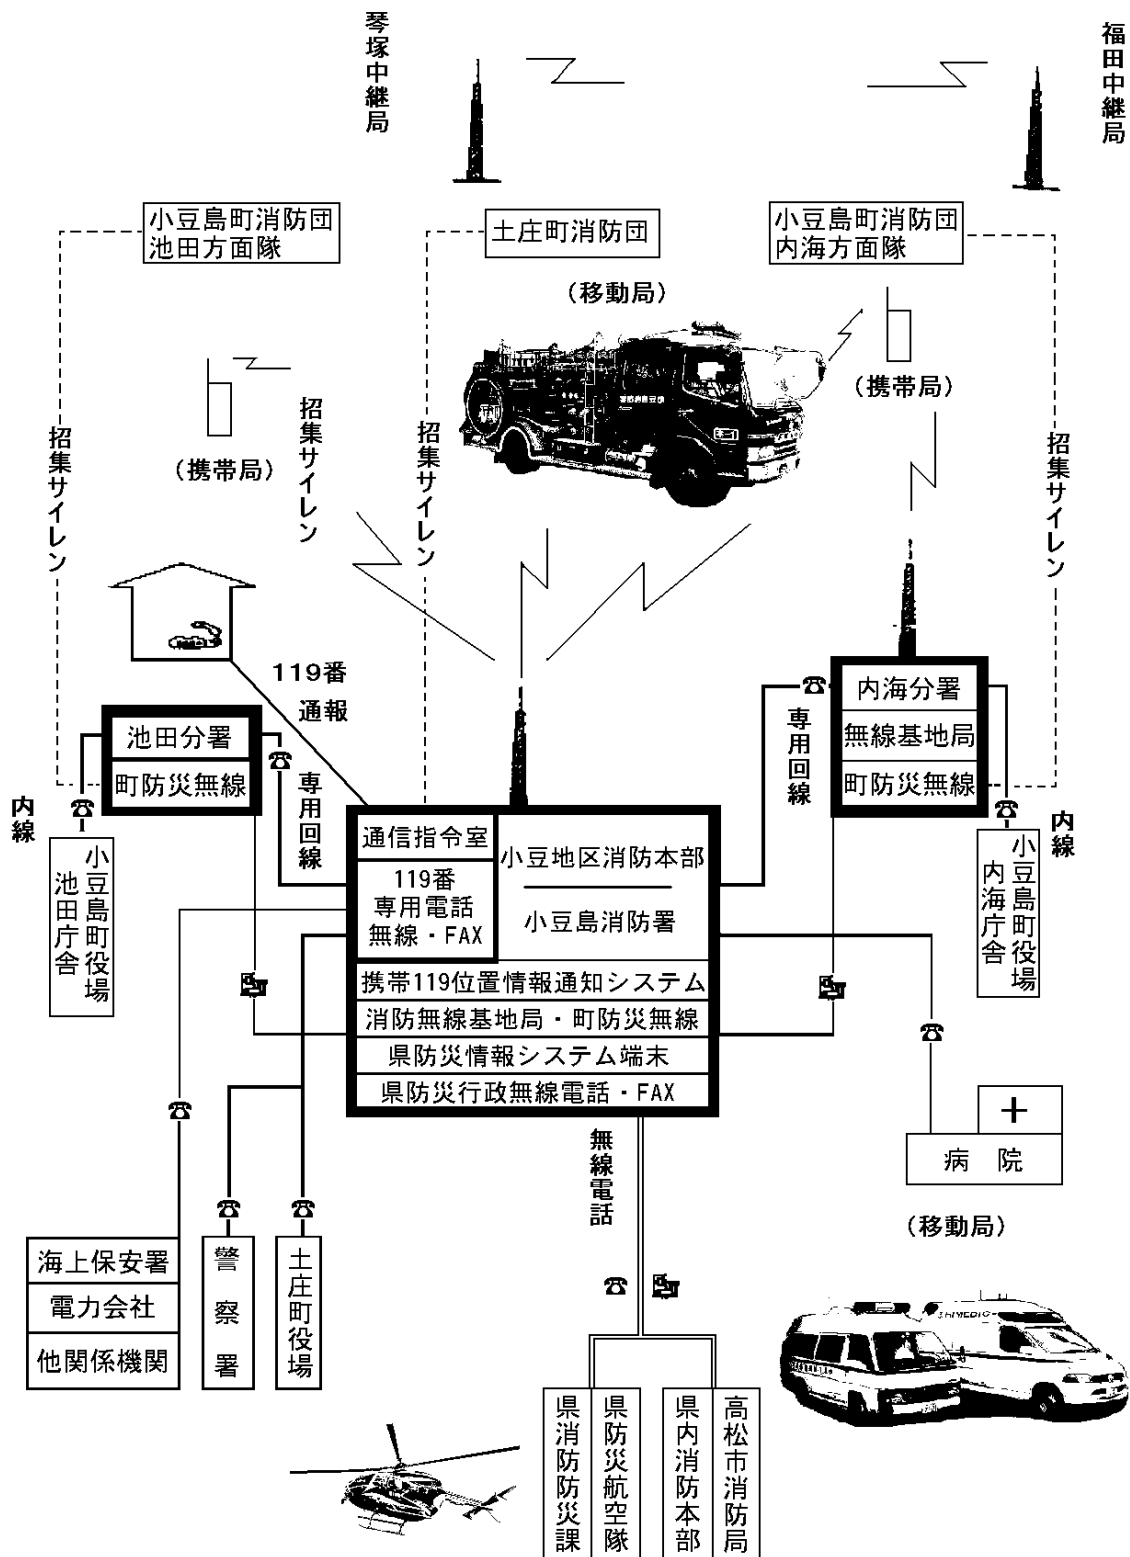 琴塚中継局
福田中継局
小豆島町消防団
池田方面隊
土庄町消防団
小豆島町消防団
内海方面隊
(移動局)
(携帯局)
(携帯局)
招集サイレン
招集サイレン
招集サイレン
招集サイレン
119番
通報
池田分署
町防災無線
専用回線
専用回線
内海分署
無線基地局
町防災無線
内線
内線
小豆島町役場
池田庁舎
小豆島町役場
内海庁舎
通信指令室
119番
専用電話
無線・FAX
小豆地区消防本部
小豆島消防署
携帯119位置情報通知システム
消防無線基地局・町防災無線
県防災情報システム端末
県防災行政無線電話・FAX
無線電話
病院
(移動局)
海上保安署
電力会社
他関係機関
警察署
土庄町役場
県消防防災課
県防災航空隊
県内消防本部
高松市消防局